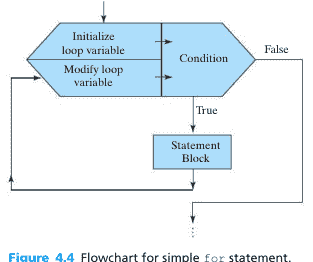 Initialize
loop variable
Modify loop
variable
Condition
False
True
Statement
Block
Figure 4.4 Flowchart for simple for statement.